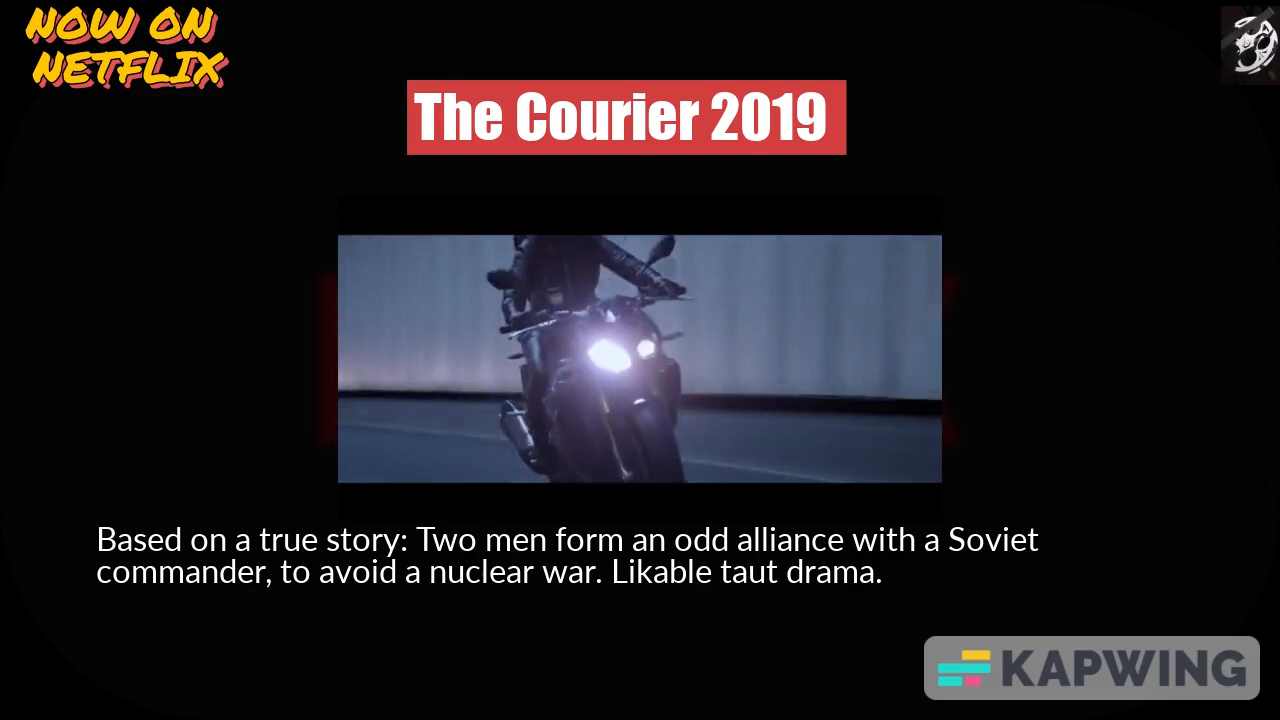 NOW ON
NETFLIX
The Courier 2019
Based on a true story: Two men form an odd alliance with a Soviet
commander, to avoid a nuclear war. Likable taut drama.
KAPWING